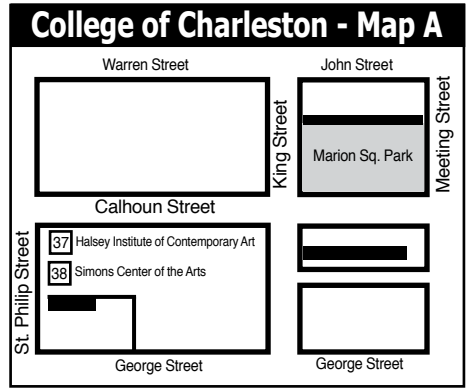 College of Charleston - Map A
Warren Street
John Street
King Street
Meeting Street
Marion Sq. Park
Calhoun Street
St. Philip Street
37 Halsey Institute of Contemporary Art
38 Simons Center of the Arts
George Street
George Street